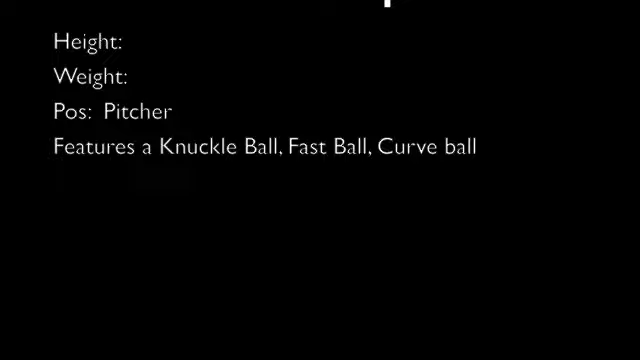 Height:
Weight:
Pos: Pitcher
Features a Knuckle Ball, Fast Ball, Curve ball